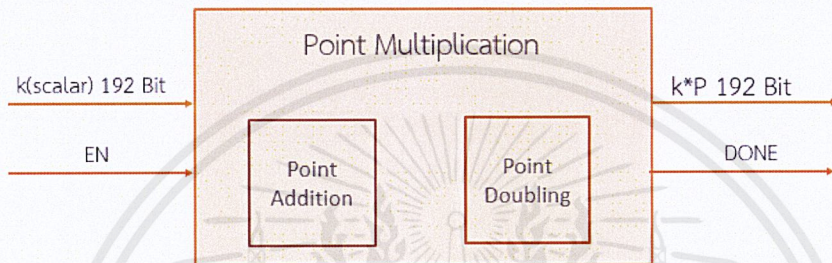 Point Multiplication
k(scalar) 192 Bit
k*P 192 Bit
EN
DONE
Point
Addition
Point
Doubling